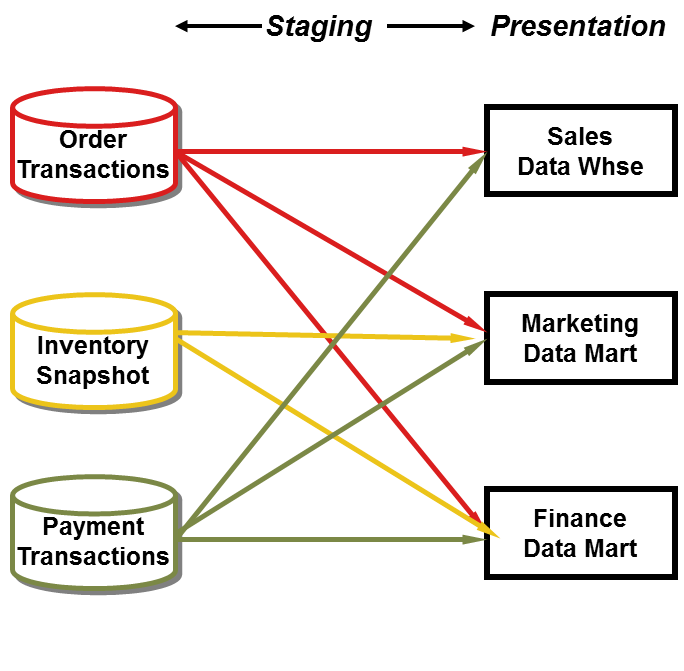 Staging
Presentation
Order
Transactions
Sales
Data Whse
Inventory
Snapshot
Marketing
Data Mart
Payment
Transactions
Finance
Data Mart